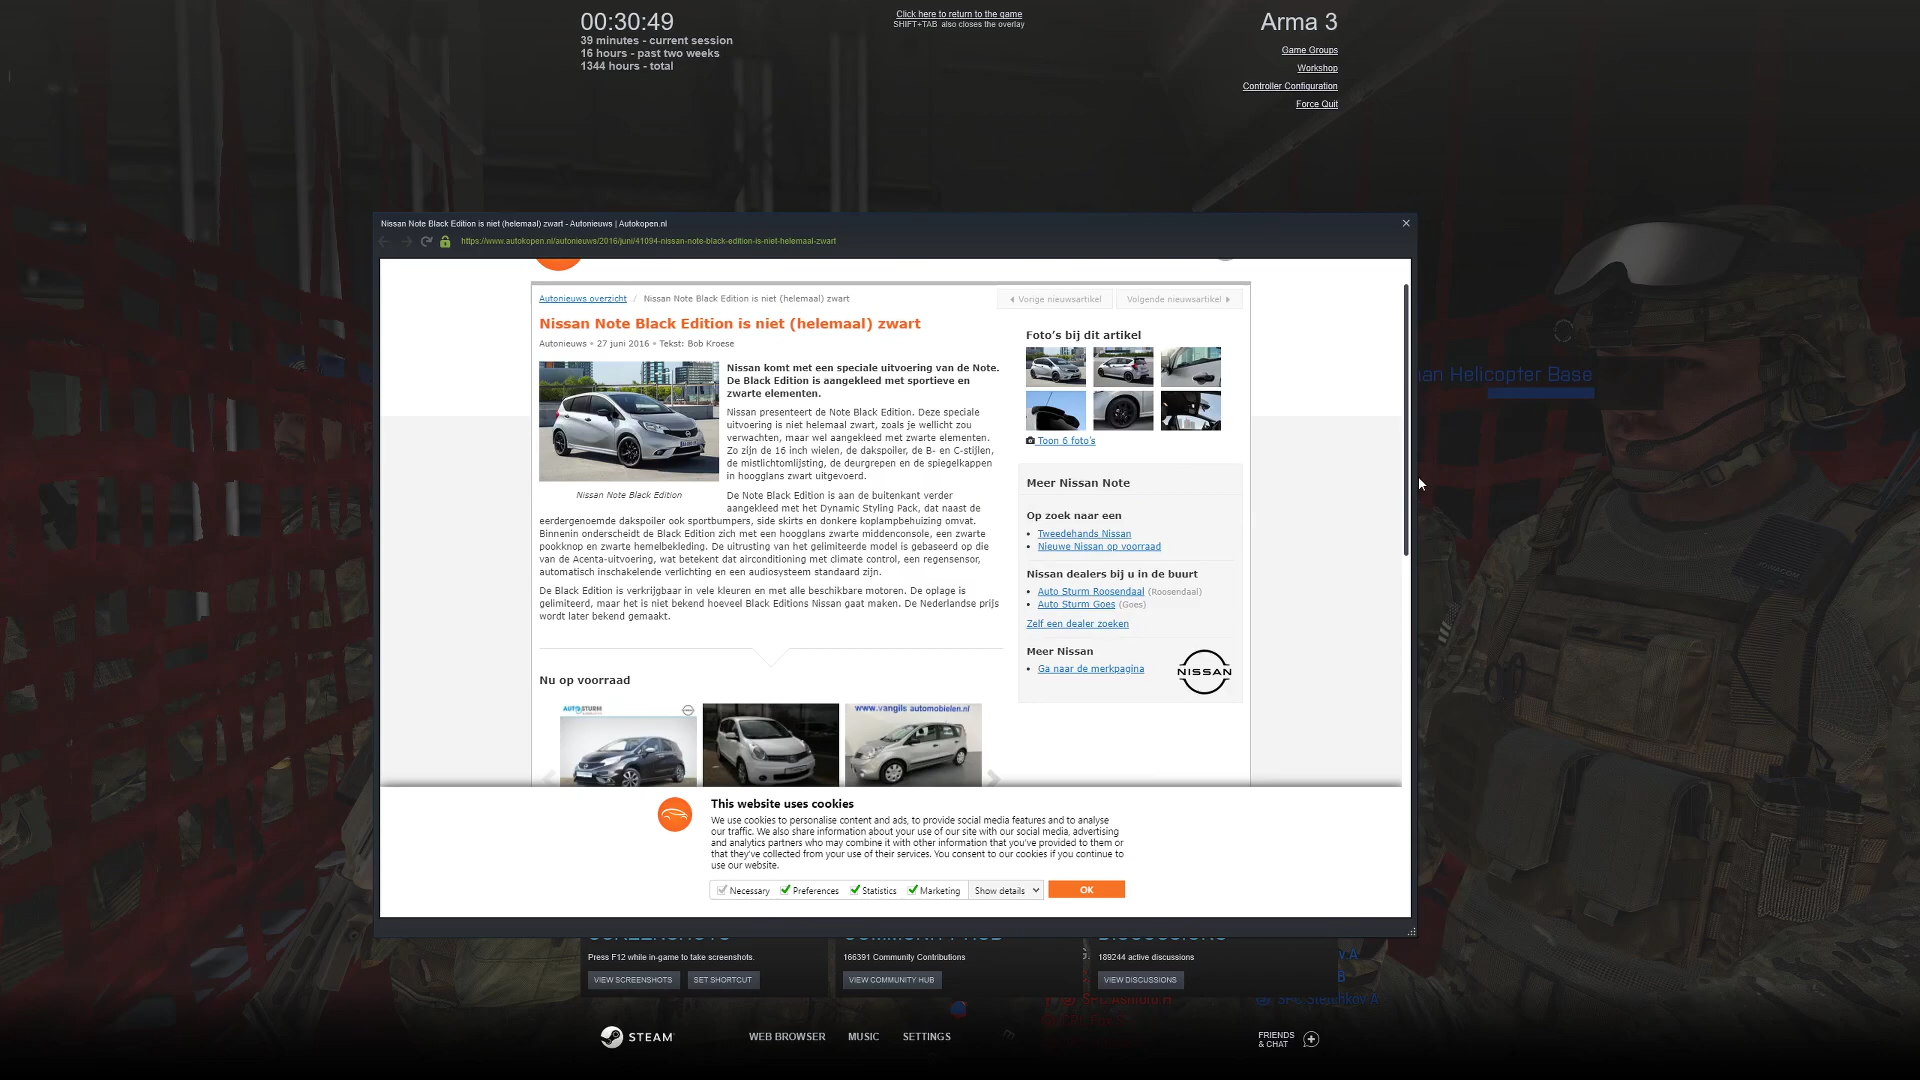 00:30:49
39 minutes - current session
16 hours - past two weeks
1344 hours - total
Click here to return to the game
SHIFT+TAB also closes the overlay
Arma 3
Game Groups
Workshop
Controller Configuration
Force Quit
Nissan Note Black Edition is niet (helemaal) zwart - Autonieuws | Autokopen.nl
https://www.autokopen.nl/autonieuws/2016/juni/41094-nissan-note-black-edition-is-niet-helemaal-zwart
Autonieuws overzicht / Nissan Note Black Edition is niet (helemaal) zwart
Vorige nieuwsartikel
Volgende nieuwsartikel
Nissan Note Black Edition is niet (helemaal) zwart
Autonieuws • 27 juni 2016 • Tekst: Bob Kroese
Nissan komt met een speciale uitvoering van de Note.
De Black Edition is aangekleed met sportieve en
zwarte elementen.
Nissan presenteert de Note Black Edition. Deze speciale
uitvoering is niet helemaal zwart, zoals je wellicht zou
verwachten, maar wel aangekleed met zwarte elementen.
Zo zijn de 16 inch wielen, de dakspoiler, de B- en C-stijlen,
de mistlichtomlijsting, de deurgrepen en de spiegelkappen
in hoogglans zwart uitgevoerd.
Nissan Note Black Edition
De Note Black Edition is aan de buitenkant verder
aangekleed met het Dynamic Styling Pack, dat naast de
eerdergenoemde dakspoiler ook sportbumpers, side skirts en donkere koplampbehuizing omvat.
Binnenin onderscheidt de Black Edition zich met een hoogglans zwarte middenconsole, een zwarte
pookknop en zwarte hemelbekleding. De uitrusting van het gelimiteerde model is gebaseerd op die
van de Acenta-uitvoering, wat betekent dat airconditioning met climate control, een regensensor,
automatisch inschakelende verlichting en een audiosysteem standaard zijn.
De Black Edition is verkrijgbaar in vele kleuren en met alle beschikbare motoren. De oplage is
gelimiteerd, maar het is niet bekend hoeveel Black Editions Nissan gaat maken. De Nederlandse prijs
wordt later bekend gemaakt.
Nu op voorraad
AUTOSTURM
www.vangils automobielen.nl
Foto's bij dit artikel
Toon 6 foto's
Meer Nissan Note
Op zoek naar een
Tweedehands Nissan
Nieuwe Nissan op voorraad
Nissan dealers bij u in de buurt
Auto Sturm Roosendaal (Roosendaal)
Auto Sturm Goes (Goes)
Zelf een dealer zoeken
Meer Nissan
Ga naar de merkpagina
NISSAN
Helicopter Base
This website uses cookies
We use cookies to personalise content and ads, to provide social media features and to analyse
our traffic. We also share information about your use of our site with our social media, advertising
and analytics partners who may combine it with other information that you've provided to them or
that they've collected from your use of their services. You consent to our cookies if you continue to
use our website.
Necessary Preferences Statistics Marketing Show details OK
SCREENSHOTS
COMMUNITY HUB
DISCUSSIONS
Press F12 while in-game to take screenshots.
166391 Community Contributions
189244 active discussions
VIEW SCREENSHOTS
SET SHORTCUT
VIEW COMMUNITY HUB
VIEW DISCUSSIONS
STEAM
WEB BROWSER
MUSIC
SETTINGS
FRIENDS
& CHAT